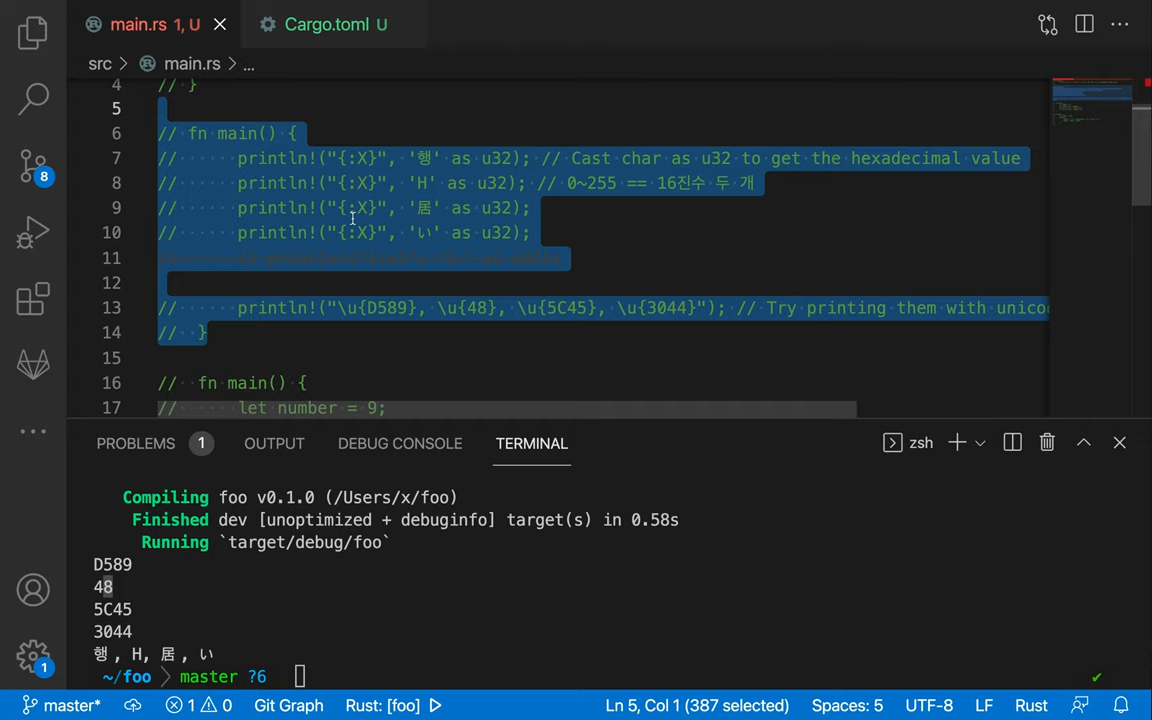 main.rs 1, U
Cargo.toml U
src > main.rs > ...
4 // }
5
6 // fn main() {
7 // println!("{:X}", '행' as u32); // Cast char as u32 to get the hexadecimal value
8 // println!("{:X}", 'H' as u32); // 0~255 == 16진수 두 개
9 // println!("{:X}", '居' as u32);
10 // println!("{:X}", 'い' as u32);
11
12
13 // println!("\u{D589}, \u{48}, \u{5C45}, \u{3044}"); // Try printing them with
14 // }
15
16 // fn main() {
17 // let number = 9;
8
PROBLEMS 1 OUTPUT DEBUG CONSOLE TERMINAL
zsh
Compiling foo v0.1.0 (/Users/x/foo)
Finished dev [unoptimized + debuginfo] target(s) in 0.58s
Running `target/debug/foo`
D589
48
5C45
3044
행, H, 居, い
~/foo master ?6
1
master* 1 0 Git Graph Rust: [foo] Ln 5, Col 1 (387 selected) Spaces: 5 UTF-8 LF Rust